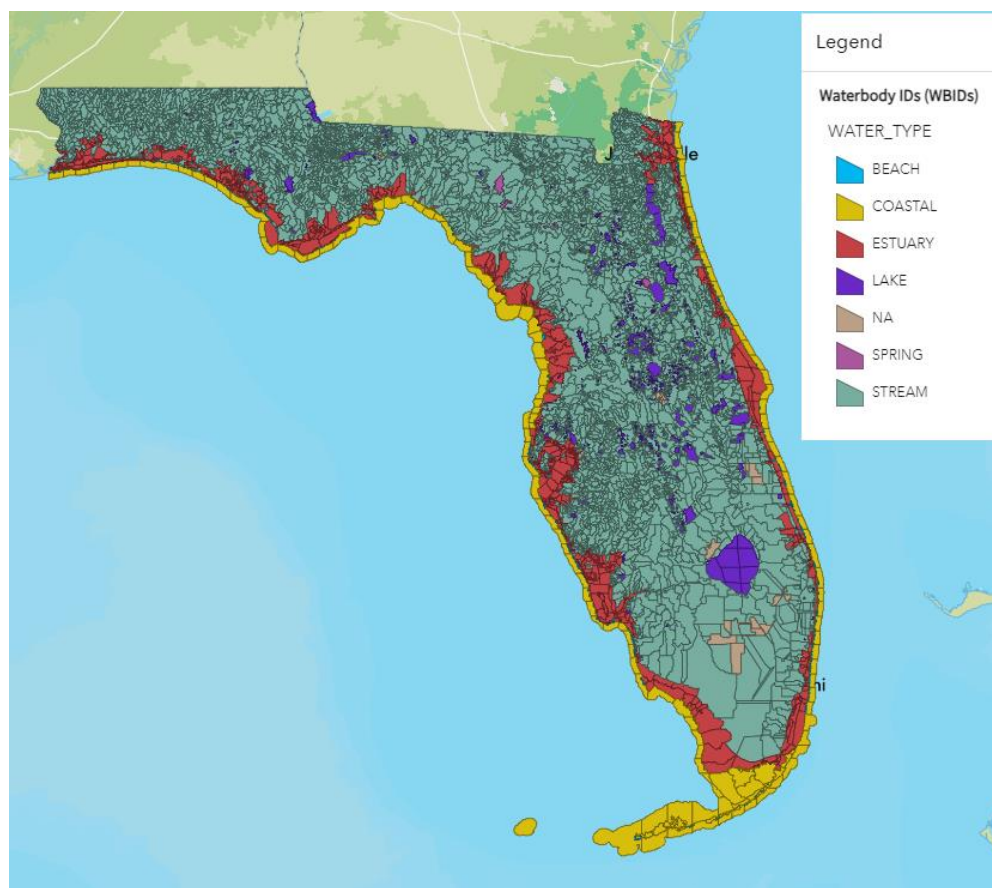 Legend
Waterbody IDs (WBIDs)
WATER_TYPE
BEACH
COASTAL
ESTUARY
LAKE
NA
SPRING
STREAM